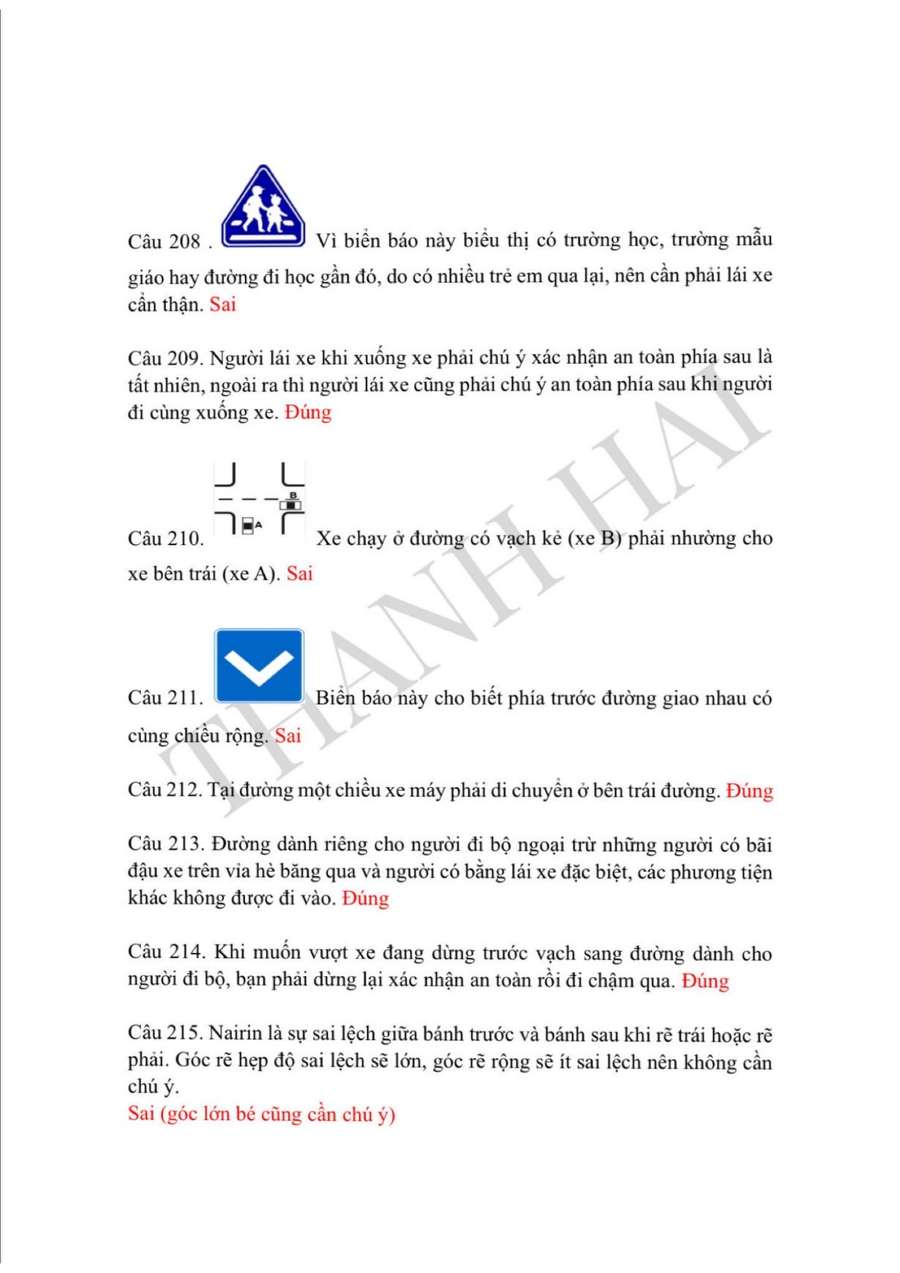 Câu 208 . Vì biển báo này biểu thị có trường học, trường mẫu
giáo hay đường đi học gần đó, do có nhiều trẻ em qua lại, nên cần phải lái xe
cẩn thận. Sai
Câu 209. Người lái xe khi xuống xe phải chú ý xác nhận an toàn phía sau là
tất nhiên, ngoài ra thì người lái xe cũng phải chú ý an toàn phía sau khi người
đi cùng xuống xe. Đúng
B
A
Câu 210. Xe chạy ở đường có vạch kẻ (xe B) phải nhường cho
xe bên trái (xe A). Sai
Câu 211. Biển báo này cho biết phía trước đường giao nhau có
cùng chiều rộng. Sai
Câu 212. Tại đường một chiều xe máy phải di chuyển ở bên trái đường. Đúng
Câu 213. Đường dành riêng cho người đi bộ ngoại trừ những người có bãi
đậu xe trên vỉa hè băng qua và người có bằng lái xe đặc biệt, các phương tiện
khác không được đi vào. Đúng
Câu 214. Khi muốn vượt xe đang dừng trước vạch sang đường dành cho
người đi bộ, bạn phải dừng lại xác nhận an toàn rồi đi chậm qua. Đúng
Câu 215. Nairin là sự sai lệch giữa bánh trước và bánh sau khi rẽ trái hoặc rẽ
phải. Góc rẽ hẹp độ sai lệch sẽ lớn, góc rẽ rộng sẽ ít sai lệch nên không cần
chú ý.
Sai (góc lớn bé cũng cần chú ý)
THANH HAI